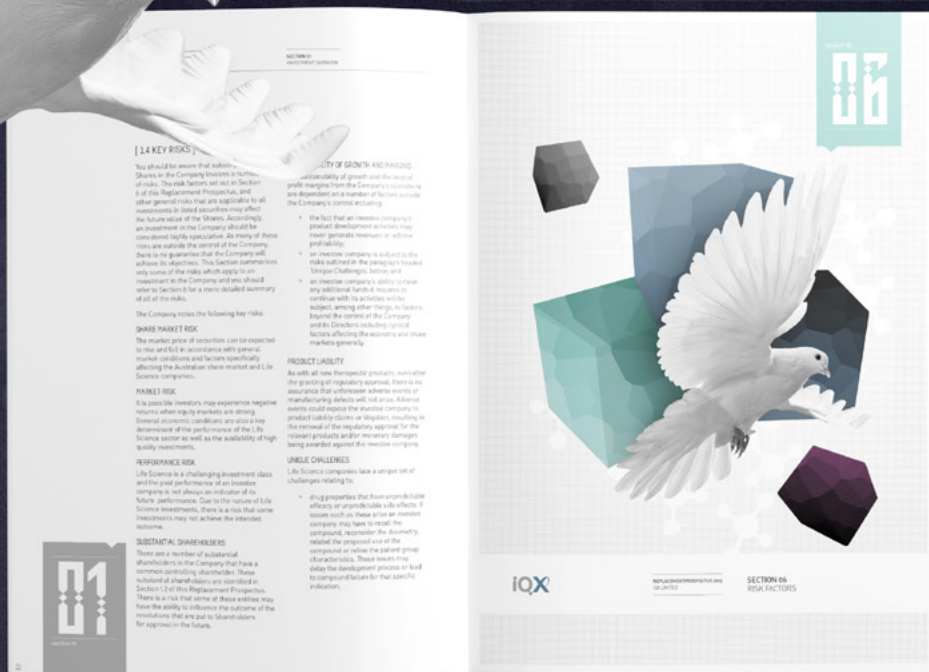 SECTION 01
INVESTMENT OVERVIEW
[ 1.4 KEY RISKS ]
You should be aware that
Shares in the Company involves a number
of risks. The risk factors set out in Section
6 of this Replacement Prospectus, and
other general risks that are applicable to all
investments in listed securities may affect
the future value of the Shares. Accordingly,
an investment in the Company should be
considered highly speculative. As many of these
risks are outside the control of the Company,
there is no guarantee that the Company will
achieve its objectives. This Section summarises
only some of the risks which apply to an
investment in the Company and you should
refer to Section 6 for a more detailed summary
of all of the risks.
The Company notes the following key risks:
SHARE MARKET RISK
The market price of securities can be expected
to rise and fall in accordance with general
market conditions and factors specifically
affecting the Australian share market and Life
Science companies.
MARKET RISK
It is possible investors may experience negative
returns when equity markets are strong.
General economic conditions are also a key
determinant of the performance of the Life
Science sector as well as the availability of high
quality investments.
PERFORMANCE RISK
Life Science is a challenging investment class
and the past performance of an investee
company is not always an indicator of its
future performance. Due to the nature of Life
Science investments, there is a risk that some
investments may not achieve the intended
outcome.
SUBSTANTIAL SHAREHOLDERS
There are a number of substantial
shareholders in the Company that have a
common controlling shareholder. These
substantial shareholders are identified in
Section 1.2 of this Replacement Prospectus.
There is a risk that some of these entities may
have the ability to influence the outcome of the
resolutions that are put to Shareholders
for approval in the future.
01
OF GROWTH AND MARGINS
of growth and the level of
profit margins from the Company's operations
are dependent on a number of factors outside
the Company's control including:
• the fact that an investee company's
product development activities may
never generate revenues or achieve
profitability;
• an investee company is subject to the
risks outlined in the paragraph headed
'Unique Challenges' below; and
• an investee company's ability to raise
any additional funds it requires to
continue with its activities will be
subject, among other things, to factors
beyond the control of the Company
and its Directors including cyclical
factors affecting the economy and share
markets generally.
PRODUCT LIABILITY
As with all new therapeutic products, even after
the granting of regulatory approval, there is no
assurance that unforeseen adverse events or
manufacturing defects will not arise. Adverse
events could expose the investee company to
product liability claims or litigation, resulting in
the removal of the regulatory approval for the
relevant products and/or monetary damages
being awarded against the investee company.
UNIQUE CHALLENGES
Life Science companies face a unique set of
challenges relating to:
• drug properties that have unpredictable
efficacy or unpredictable side effects. If
issues such as these arise an investee
company may have to recall the
compound, reconsider the dosimetry,
relabel the proposed use of the
compound or refine the patient group
characteristics. These issues may
delay the development process or lead
to compound failure for that specific
indication;
06
iQX
REPLACEMENT PROSPECTUS
IQX LIMITED
SECTION 06
RISK FACTORS